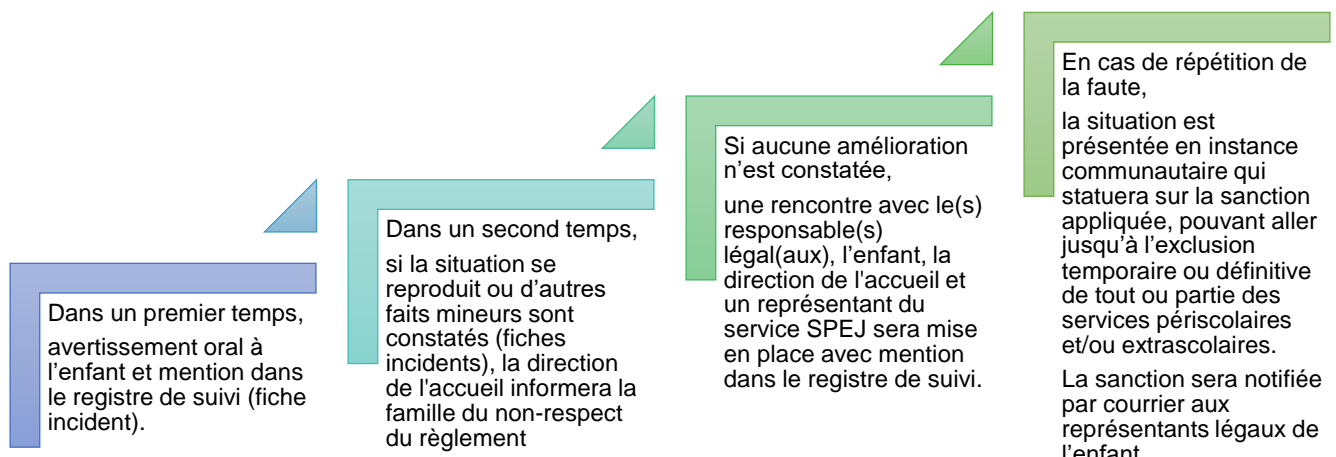 Dans un premier temps,
avertissement oral à
l’enfant et mention dans
le registre de suivi (fiche
incident).
Dans un second temps,
si la situation se
reproduit ou d’autres
faits mineurs sont
constatés (fiches
incidents), la direction
de l'accueil informera la
famille du non-respect
du règlement
Si aucune amélioration
n’est constatée,
une rencontre avec le(s)
responsable(s)
légal(aux), l’enfant, la
direction de l'accueil et
un représentant du
service SPEJ sera mise
en place avec mention
dans le registre de suivi.
En cas de répétition de
la faute,
la situation est
présentée en instance
communautaire qui
statuera sur la sanction
appliquée, pouvant aller
jusqu’à l’exclusion
temporaire ou définitive
de tout ou partie des
services périscolaires
et/ou extrascolaires.
La sanction sera notifiée
par courrier aux
représentants légaux de
l’enfant